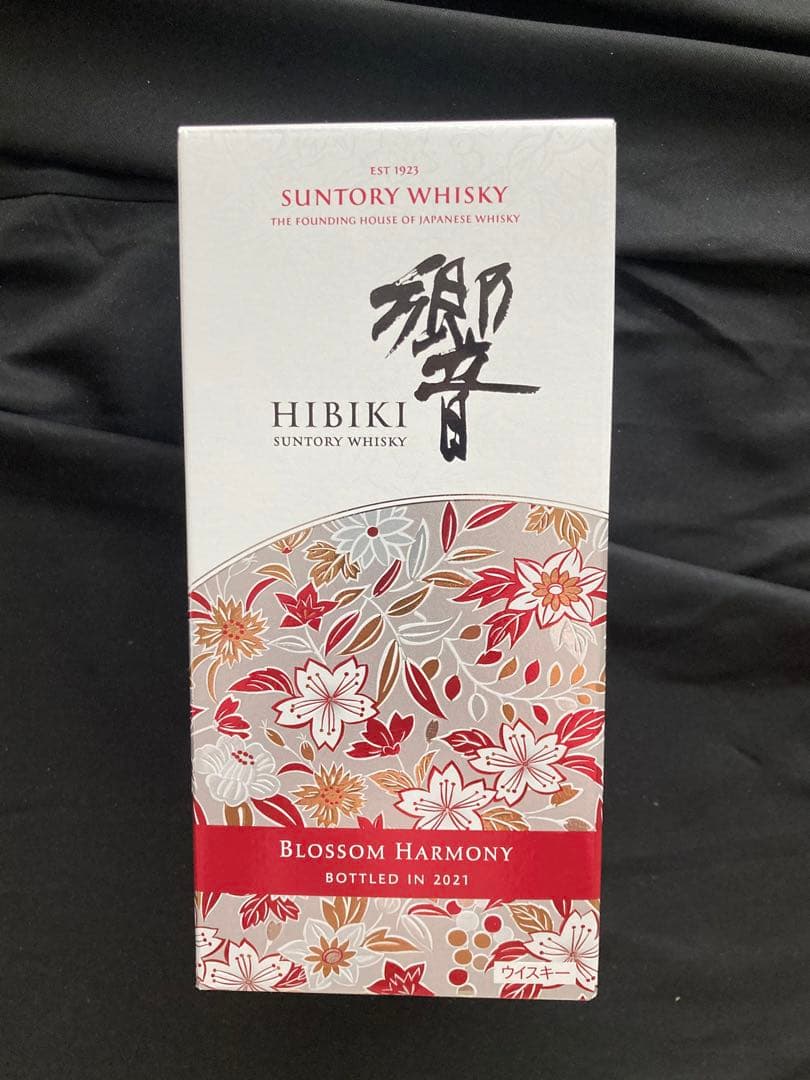 EST 1923
SUNTORY WHISKY
THE FOUNDING HOUSE OF JAPANESE WHISKY
響
HIBIKI
SUNTORY WHISKY
BLOSSOM HARMONY
BOTTLED IN 2021
ウイスキー